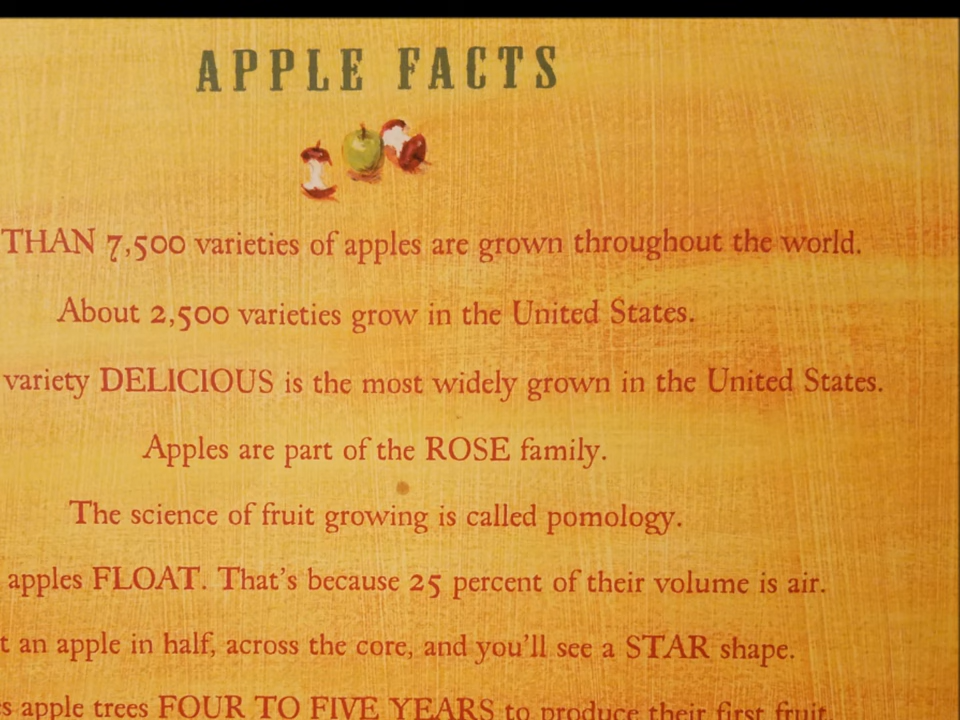 APPLE FACTS
THAN 7,500 varieties of apples are grown throughout the world.
About 2,500 varieties grow in the United States.
variety DELICIOUS is the most widely grown in the United States.
Apples are part of the ROSE family.
The science of fruit growing is called pomology.
apples FLOAT. That's because 25 percent of their volume is air.
t an apple in half, across the core, and you'll see a STAR shape.
s apple trees FOUR TO FIVE YEARS to produce their first fruit.